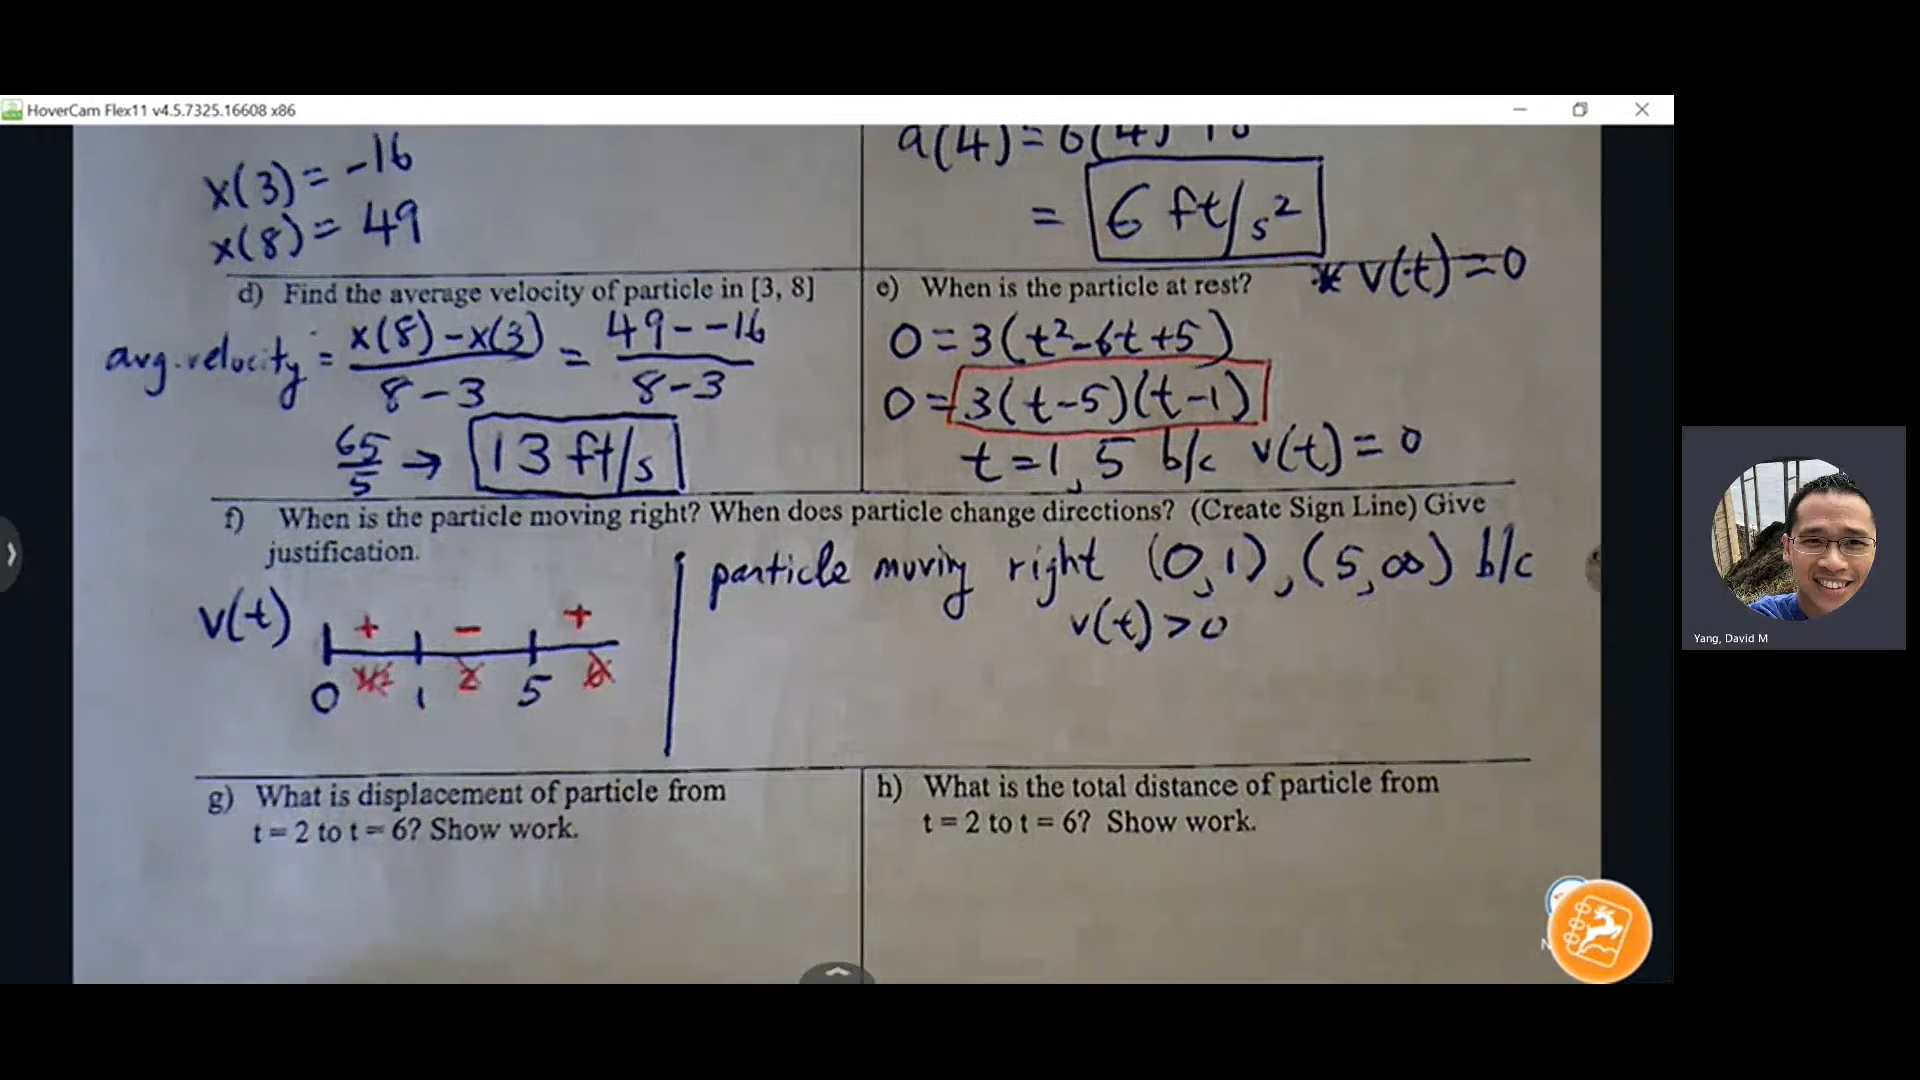 HoverCam Flex11 v4.5.7325.16608 x86
x(3) = -16
x(8) = 49
a(4) = 6(4)
= 6 ft/s²
d) Find the average velocity of particle in [3, 8]
avg. velocity = x(8) - x(3) / 8 - 3 = 49 - -16 / 8 - 3
65/5 → 13 ft/s
e) When is the particle at rest? * v(t) = 0
0 = 3(t² - 6t + 5)
0 = 3(t - 5)(t - 1)
t = 1, 5 b/c v(t) = 0
f) When is the particle moving right? When does particle change directions? (Create Sign Line) Give
justification.
v(t) + - +
0 1 5
2
particle moving right (0, 1), (5, ∞) b/c
v(t) > 0
g) What is displacement of particle from
t = 2 to t = 6? Show work.
h) What is the total distance of particle from
t = 2 to t = 6? Show work.
Yang, David M